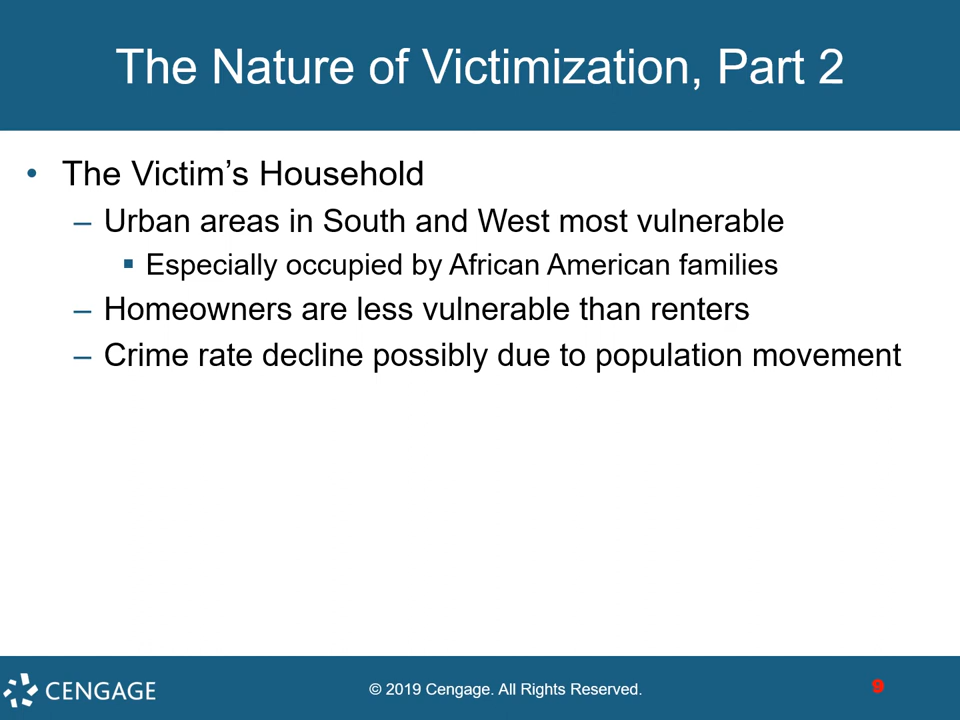 The Nature of Victimization, Part 2
• The Victim’s Household
– Urban areas in South and West most vulnerable
▪ Especially occupied by African American families
– Homeowners are less vulnerable than renters
– Crime rate decline possibly due to population movement
CENGAGE
© 2019 Cengage. All Rights Reserved.
9